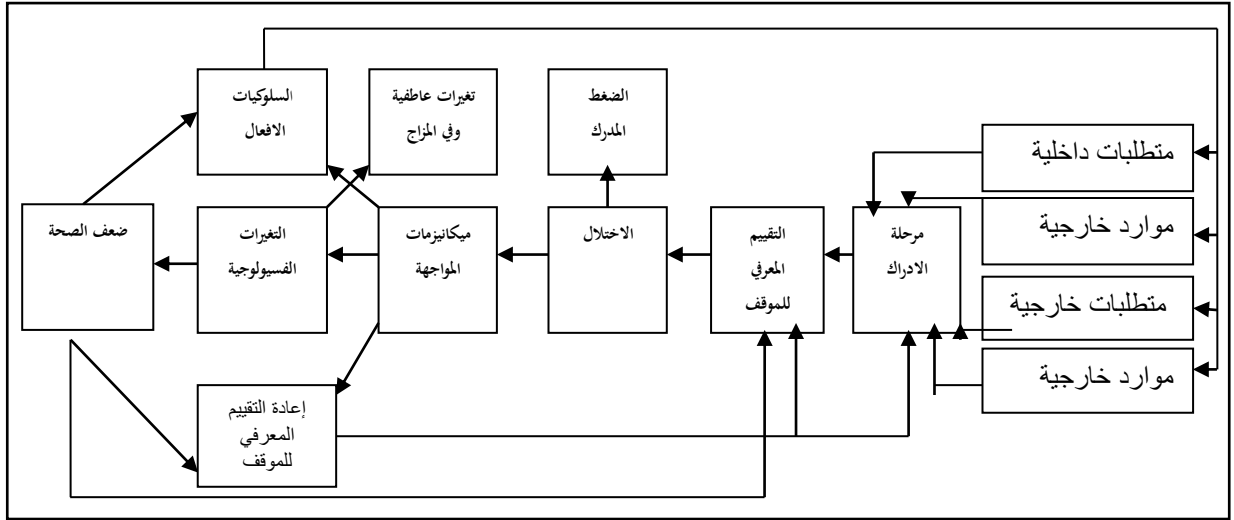 السلوكيات
الافعال
تغيرات عاطفية
وفي المزاج
الضغط
المدرك
متطلبات داخلية
موارد خارجية
متطلبات خارجية
موارد خارجية
مرحلة
الادراك
التقييم
المعرفي
للموقف
الاختلال
ميكانيزمات
المواجهة
التغيرات
الفسيولوجية
ضعف الصحة
إعادة التقييم
المعرفي
للموقف